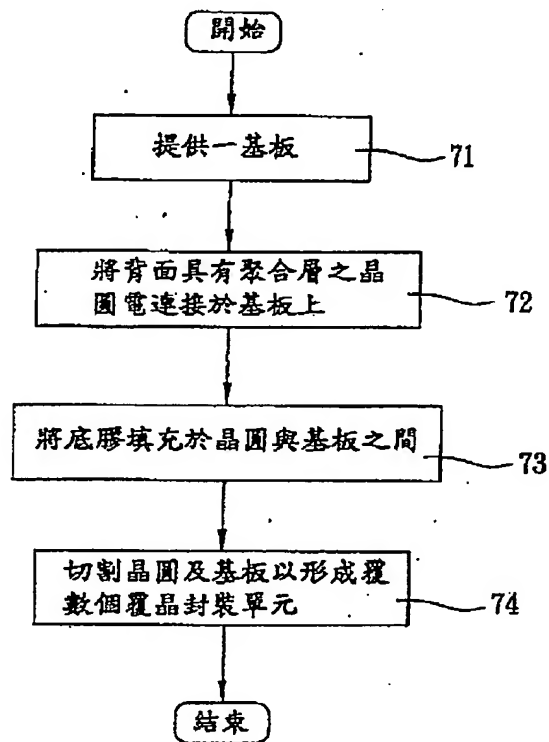 開始
提供一基板
71
將背面具有聚合層之晶
圓電連接於基板上
72
將底膠填充於晶圓與基板之間
73
切割晶圓及基板以形成覆
數個覆晶封裝單元
74
結束